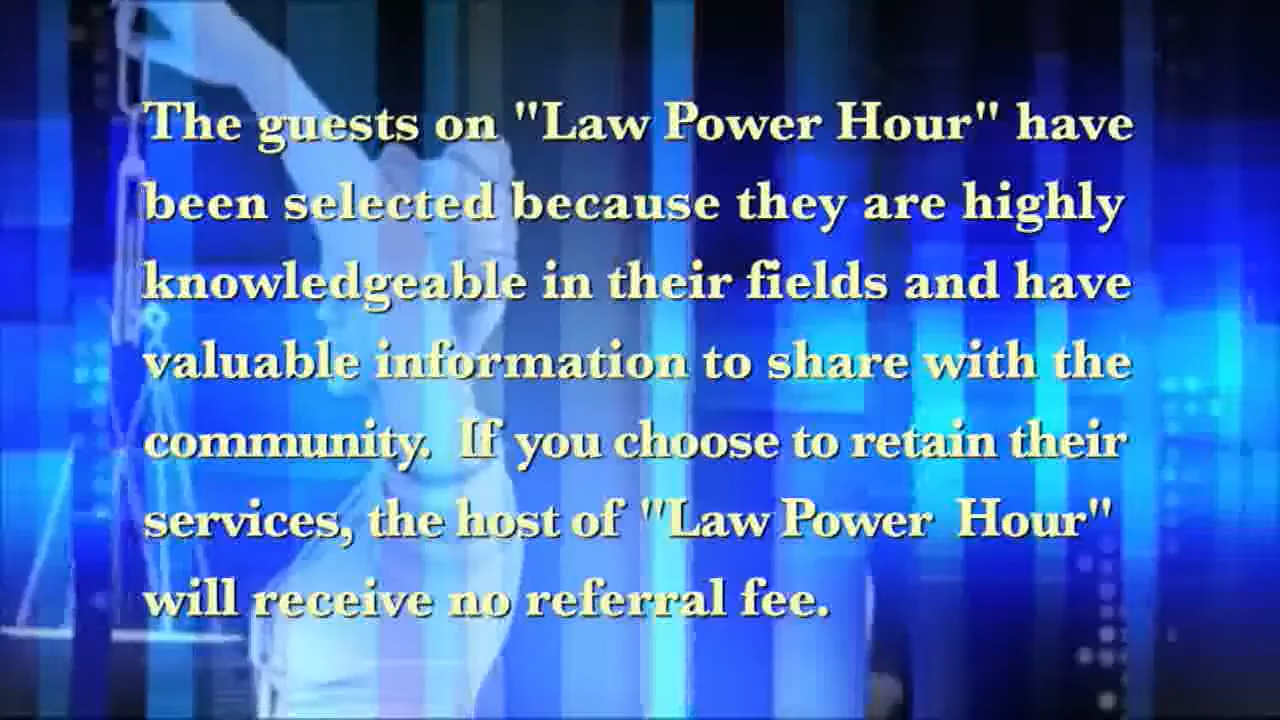 The guests on "Law Power Hour" have
been selected because they are highly
knowledgeable in their fields and have
valuable information to share with the
community.  If you choose to retain their
services, the host of "Law Power  Hour"
will receive no referral fee.